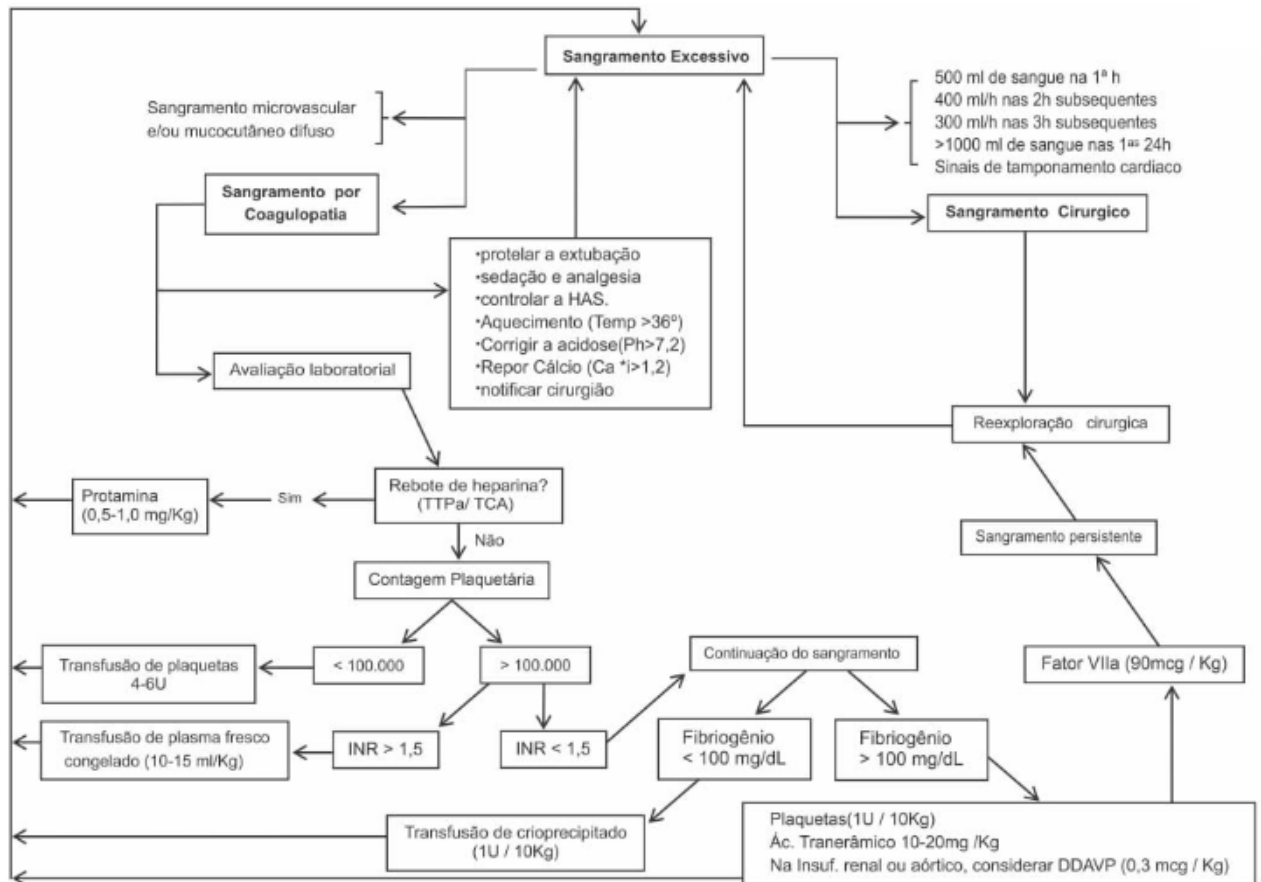 Sangramento Excessivo
Sangramento microvascular
e/ou mucocutâneo difuso
500 ml de sangue na 1ª h
400 ml/h nas 2h subsequentes
300 ml/h nas 3h subsequentes
>1000 ml de sangue nas 1as 24h
Sinais de tamponamento cardiaco
Sangramento por
Coagulopatia
Sangramento Cirurgico
•protelar a extubação
•sedação e analgesia
•controlar a HAS.
•Aquecimento (Temp >36º)
•Corrigir a acidose(Ph>7,2)
•Repor Cálcio (Ca *i>1,2)
•notificar cirurgião
Avaliação laboratorial
Reexploração cirurgica
Rebote de heparina?
(TTPa/ TCA)
Sim
Protamina
(0,5-1,0 mg/Kg)
Não
Sangramento persistente
Contagem Plaquetária
< 100.000
> 100.000
Transfusão de plaquetas
4-6U
Continuação do sangramento
Fator VIIa (90mcg / Kg)
INR > 1,5
INR < 1,5
Transfusão de plasma fresco
congelado (10-15 ml/Kg)
Fibriogênio
< 100 mg/dL
Fibriogênio
> 100 mg/dL
Transfusão de crioprecipitado
(1U / 10Kg)
Plaquetas(1U / 10Kg)
Ác. Tranerâmico 10-20mg /Kg
Na Insuf. renal ou aórtico, considerar DDAVP (0,3 mcg / Kg)